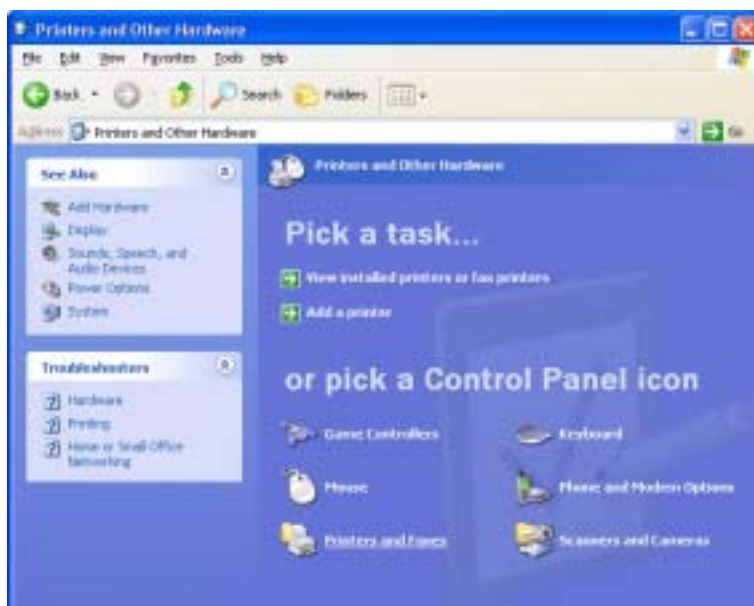 Printers and Other Hardware
File Edit View Favorites Tools Help
Back Search Folders
Address Printers and Other Hardware Go
See Also
Add Hardware
Display
Sounds, Speech, and
Audio Devices
Power Options
System
Troubleshooters
Hardware
Printing
Home or Small Office
Networking
Printers and Other Hardware
Pick a task...
View installed printers or fax printers
Add a printer
or pick a Control Panel icon
Game Controllers
Keyboard
Mouse
Phone and Modem Options
Printers and Faxes
Scanners and Cameras